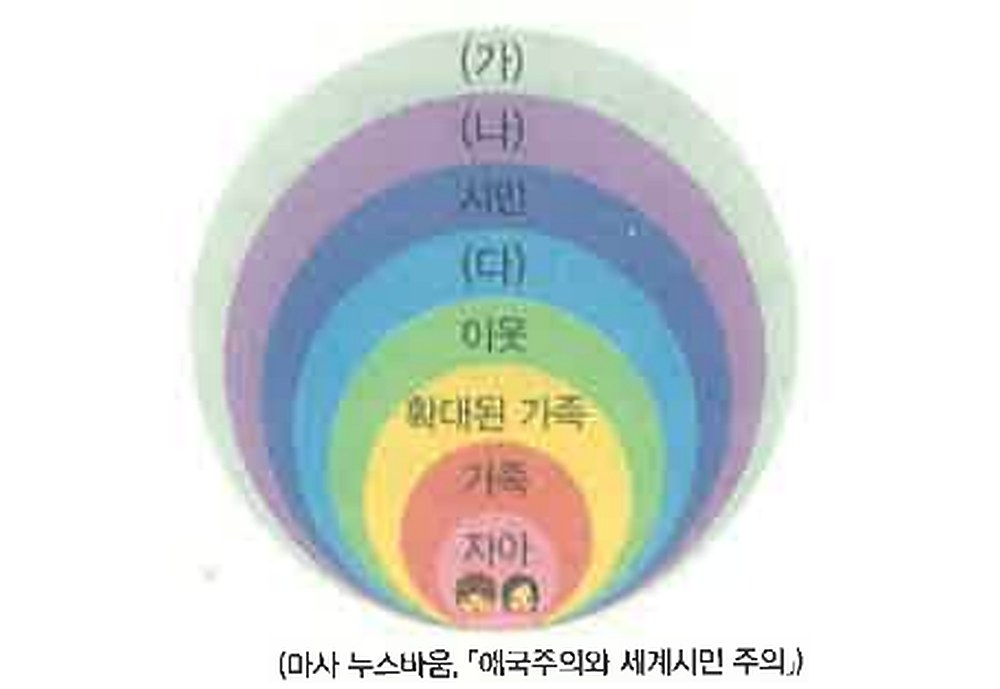 (가)
(나)
시민
(다)
이웃
확대된 가족
가족
자아
(마사 누스바움, 「애국주의와 세계시민 주의」)